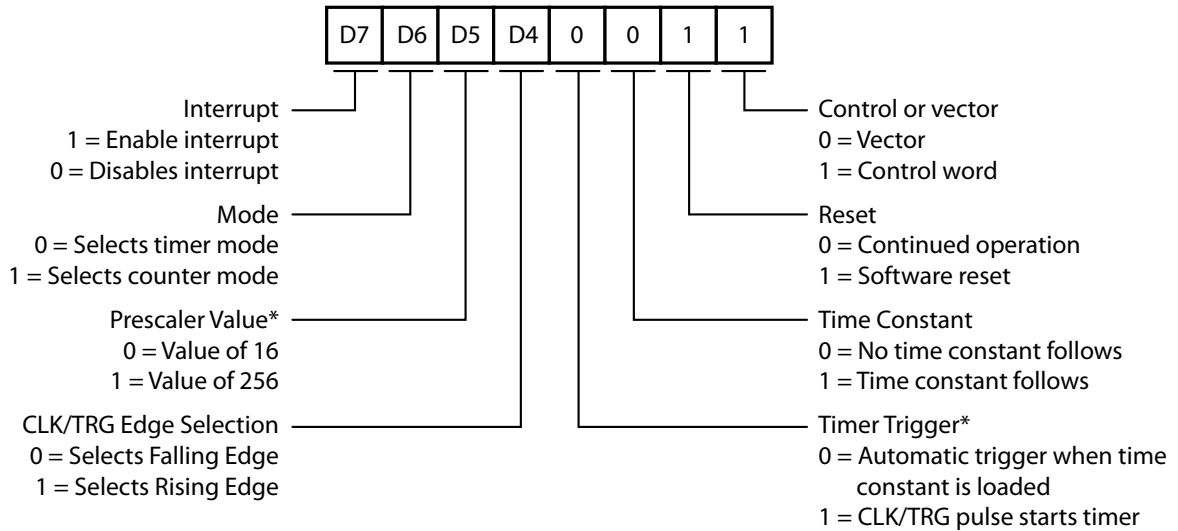 D7 D6 D5 D4 0 0 1 1
Interrupt
1 = Enable interrupt
0 = Disables interrupt
Mode
0 = Selects timer mode
1 = Selects counter mode
Prescaler Value*
0 = Value of 16
1 = Value of 256
CLK/TRG Edge Selection
0 = Selects Falling Edge
1 = Selects Rising Edge
Control or vector
0 = Vector
1 = Control word
Reset
0 = Continued operation
1 = Software reset
Time Constant
0 = No time constant follows
1 = Time constant follows
Timer Trigger*
0 = Automatic trigger when time
constant is loaded
1 = CLK/TRG pulse starts timer